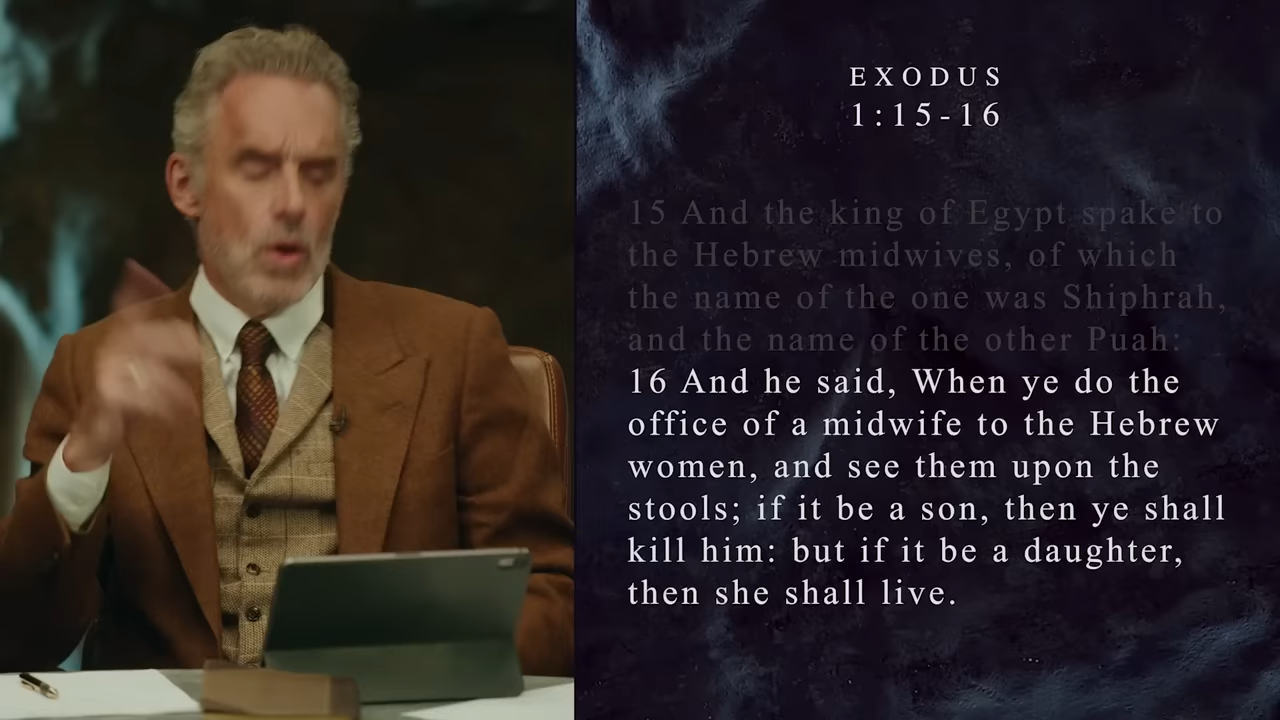 EXODUS
1:15-16
15 And the king of Egypt spake to
the Hebrew midwives, of which
the name of the one was Shiphrah,
and the name of the other Puah:
16 And he said, When ye do the
office of a midwife to the Hebrew
women, and see them upon the
stools; if it be a son, then ye shall
kill him: but if it be a daughter,
then she shall live.